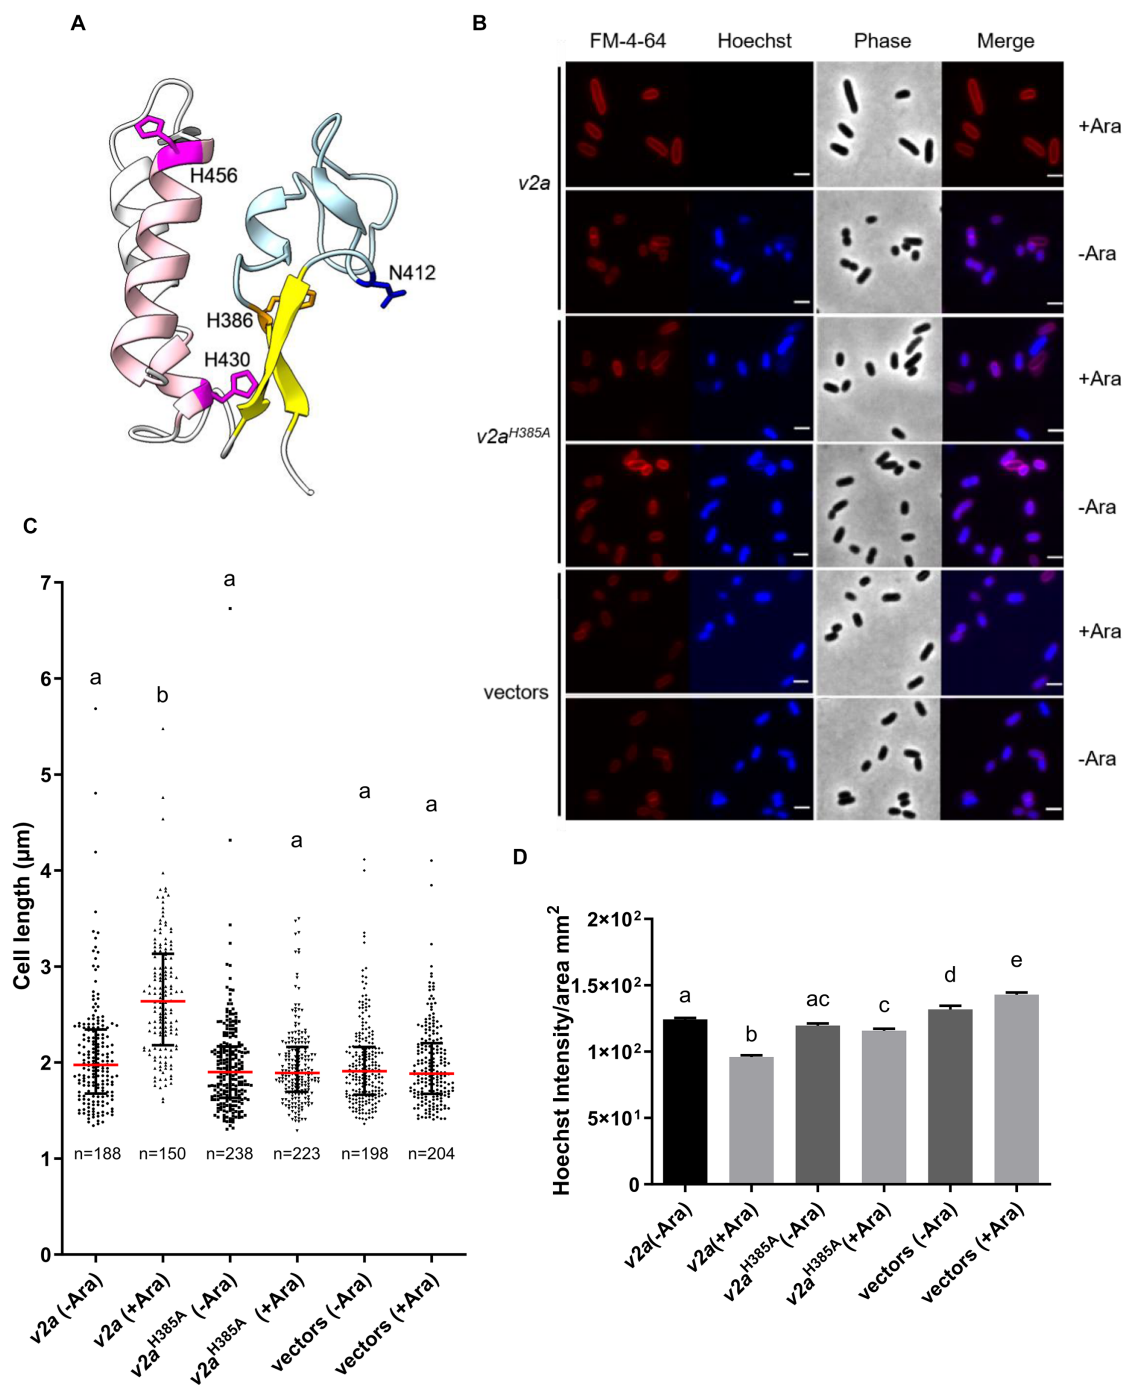 A
H456
N412
H386
H430
B
FM-4-64 Hoechst Phase Merge
v2a
+Ara
-Ara
v2a^H385A
+Ara
-Ara
vectors
+Ara
-Ara
C
Cell length (µm)
7
6
5
4
3
2
1
0
a
b
a
a
a
a
n=188 n=150 n=238 n=223 n=198 n=204
v2a (-Ara)
v2a (+Ara)
v2a^H385A (-Ara)
v2a^H385A (+Ara)
vectors (-Ara)
vectors (+Ara)
D
Hoechst Intensity/area mm²
2×10²
1.5×10²
1×10²
5×10¹
0
a
b
ac
c
d
e
v2a(-Ara)
v2a(+Ara)
v2a^H385A (-Ara)
v2a^H385A (+Ara)
vectors (-Ara)
vectors (+Ara)